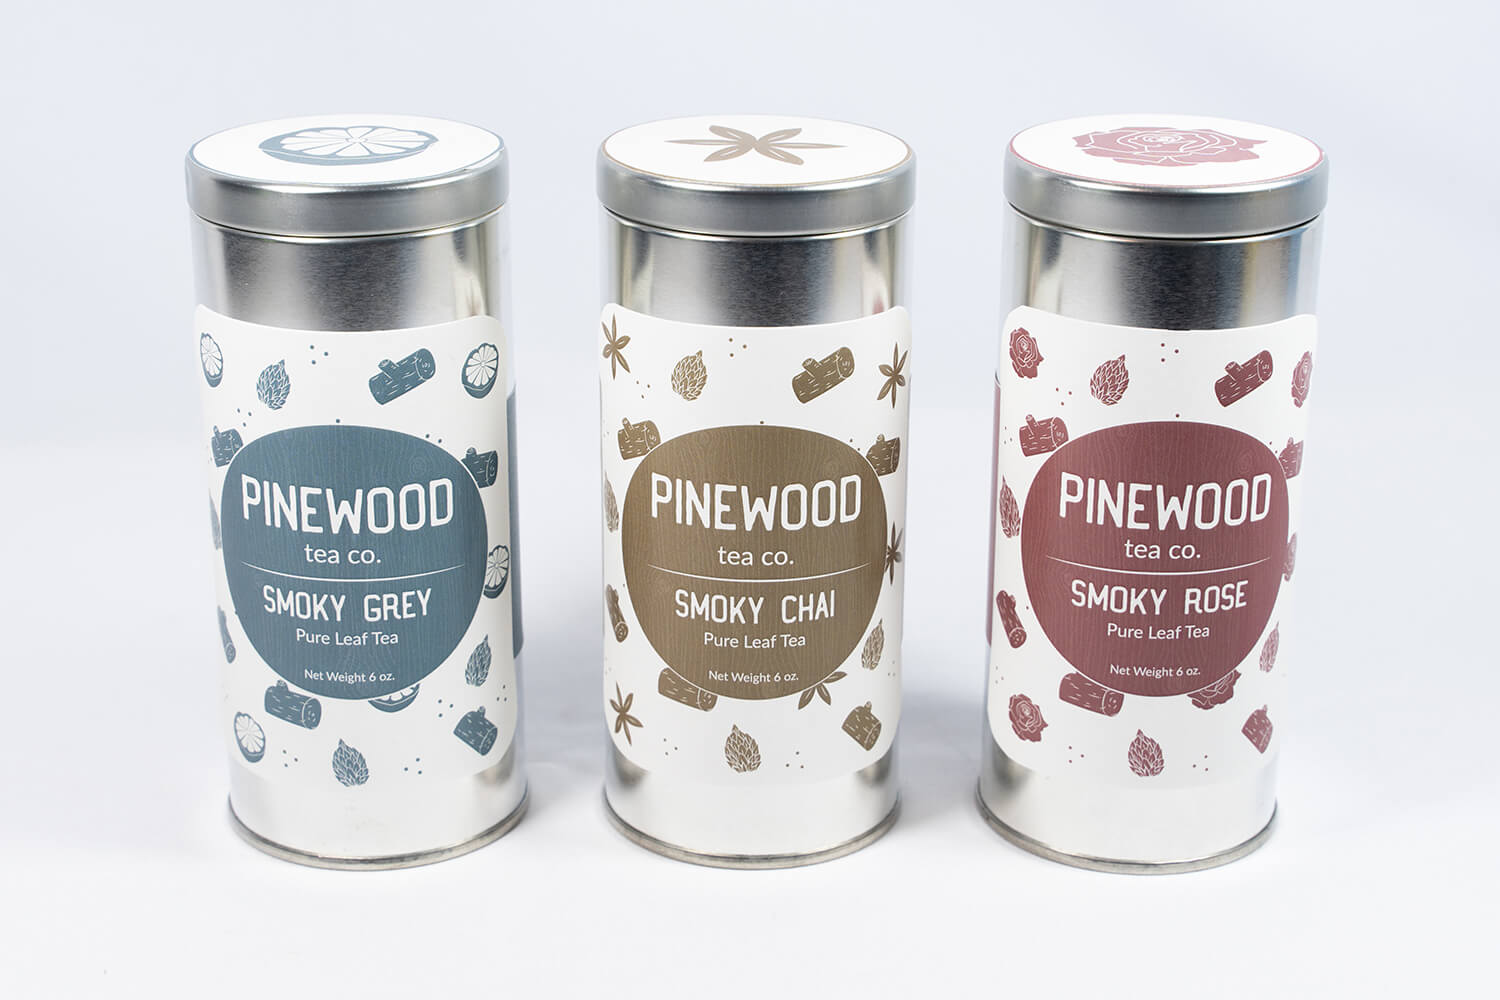 PINEWOOD
tea co.
SMOKY GREY
Pure Leaf Tea
Net Weight 6 oz.
PINEWOOD
tea co.
SMOKY CHAI
Pure Leaf Tea
Net Weight 6 oz.
PINEWOOD
tea co.
SMOKY ROSE
Pure Leaf Tea
Net Weight 6 oz.